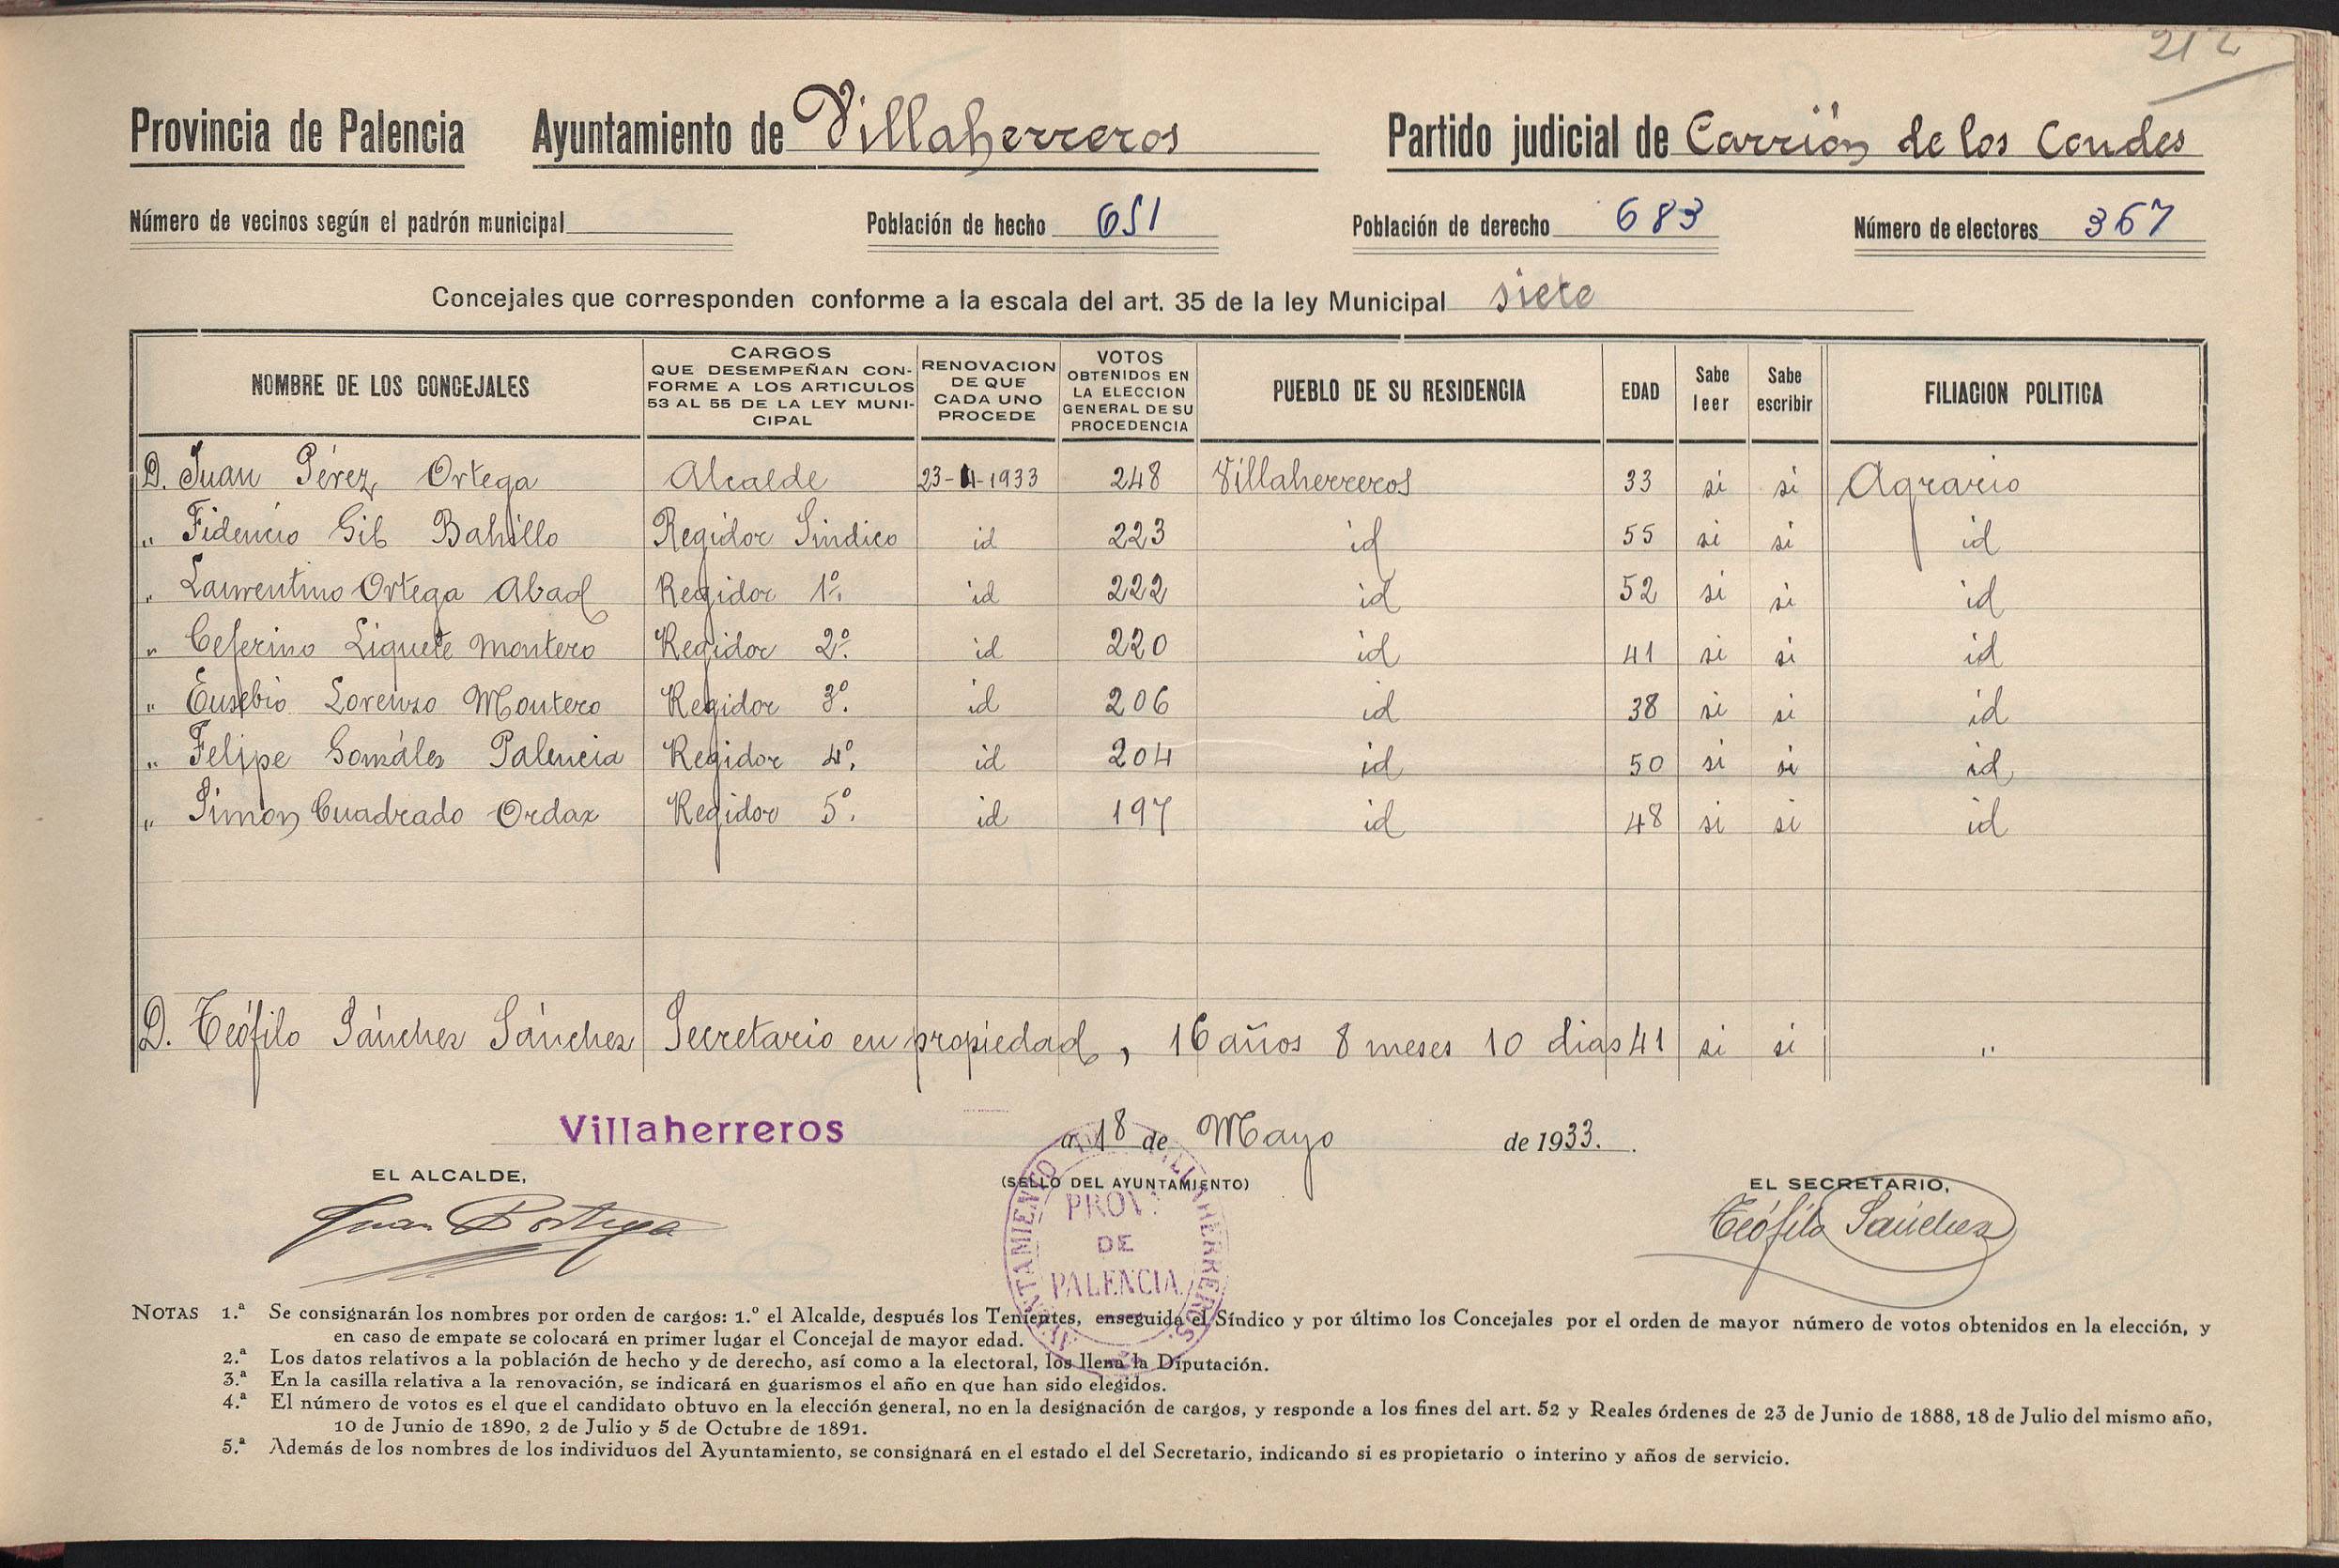 212
Provincia de Palencia Ayuntamiento de Villaherreros Partido judicial de Carrión de los Condes
Número de vecinos según el padrón municipal Población de hecho 651 Población de derecho 683 Número de electores 367
Concejales que corresponden conforme a la escala del art. 35 de la ley Municipal siete
NOMBRE DE LOS CONCEJALES
CARGOS
QUE DESEMPEÑAN CON-
FORME A LOS ARTICULOS
53 AL 55 DE LA LEY MUNI-
CIPAL
RENOVACION
DE QUE
CADA UNO
PROCEDE
VOTOS
OBTENIDOS EN
LA ELECCION
GENERAL DE SU
PROCEDENCIA
PUEBLO DE SU RESIDENCIA
EDAD
Sabe
leer
Sabe
escribir
FILIACION POLITICA
D. Juan Pérez Ortega Alcalde 23-4-1933 248 Villaherreros 33 si si Agrario
" Fidencio Gil Bahillo Regidor Sindico id 223 id 55 si si id
" Laurentino Ortega Abad Regidor 1º. id 222 id 52 si si id
" Ceferino Liquete Montero Regidor 2º. id 220 id 41 si si id
" Eusebio Lorenzo Montero Regidor 3º. id 206 id 38 si si id
" Felipe Gonzáles Palencia Regidor 4º. id 204 id 50 si si id
" Simon Cuadrado Ordax Regidor 5º. id 197 id 48 si si id
D. Teófilo Sánchez Sánchez Secretario en propiedad, 16 años 8 meses 10 dias 41 si si "
Villaherreros a 18 de Mayo de 1933.
EL ALCALDE, (SELLO DEL AYUNTAMIENTO) EL SECRETARIO,
Juan P Ortega
Teófilo Sánchez
AYUNTAMIENTO DE VILLAHERREROS
PROV.
DE
PALENCIA
NOTAS 1.ª Se consignarán los nombres por orden de cargos: 1.º el Alcalde, después los Tenientes, enseguida el Síndico y por último los Concejales por el orden de mayor número de votos obtenidos en la elección, y
en caso de empate se colocará en primer lugar el Concejal de mayor edad.
2.ª Los datos relativos a la población de hecho y de derecho, así como a la electoral, los llena la Diputación.
3.ª En la casilla relativa a la renovación, se indicará en guarismos el año en que han sido elegidos.
4.ª El número de votos es el que el candidato obtuvo en la elección general, no en la designación de cargos, y responde a los fines del art. 52 y Reales órdenes de 23 de Junio de 1888, 18 de Julio del mismo año,
10 de Junio de 1890, 2 de Julio y 5 de Octubre de 1891.
5.ª Además de los nombres de los individuos del Ayuntamiento, se consignará en el estado el del Secretario, indicando si es propietario o interino y años de servicio.